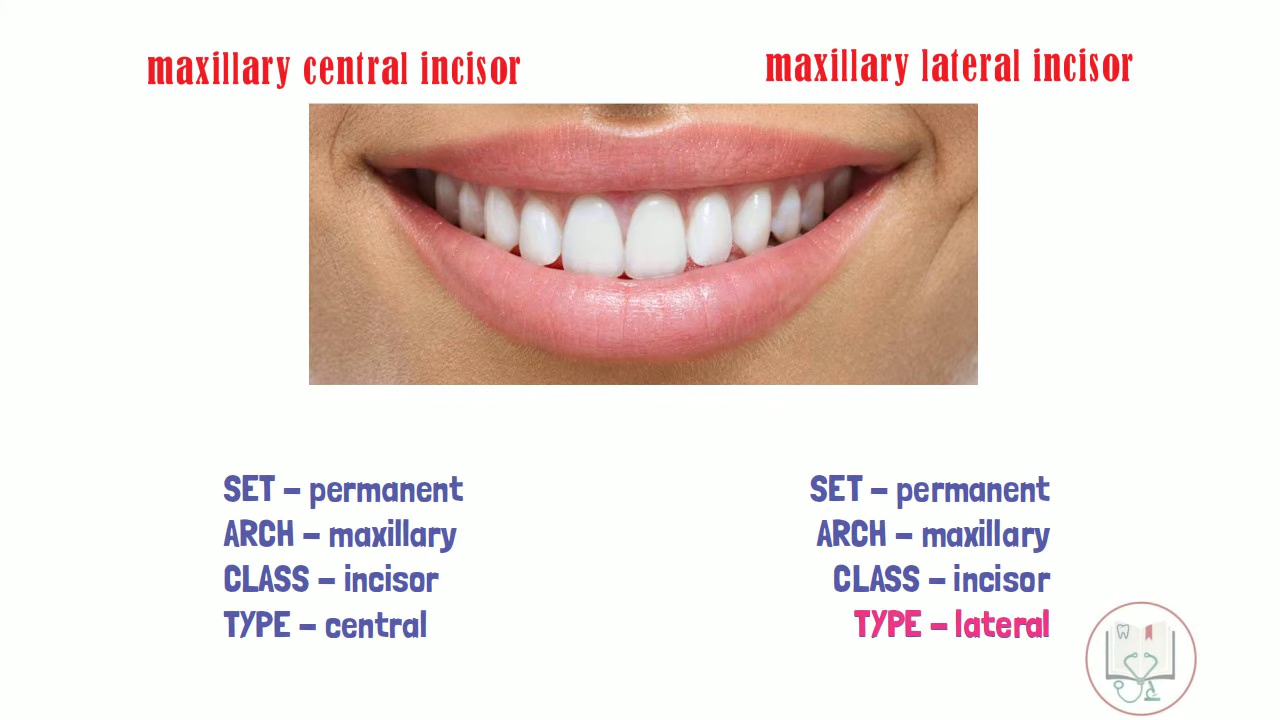 maxillary central incisor
maxillary lateral incisor
SET – permanent
ARCH – maxillary
CLASS – incisor
TYPE – central
SET – permanent
ARCH – maxillary
CLASS – incisor
TYPE – lateral